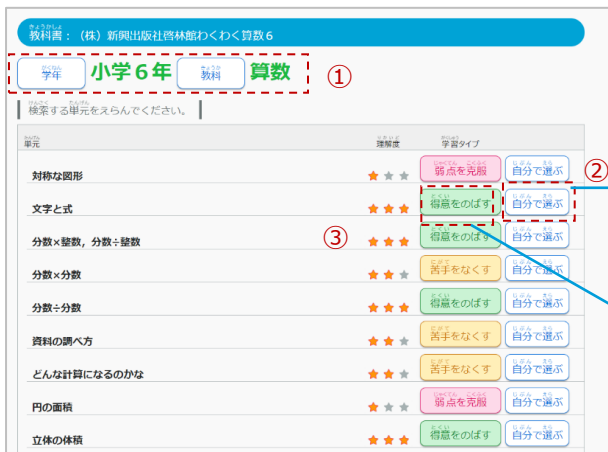 教科書：（株）新興出版社啓林館わくわく算数６
学年 小学６年 教科 算数 ①
検索する単元をえらんでください。
単元 理解度 学習タイプ
対称な図形 ★★★ 弱点を克服 自分で選ぶ ②
文字と式 ★★★ 得意をのばす 自分で選ぶ
分数×整数，分数÷整数 ③ ★★★ 得意をのばす 自分で選ぶ
分数×分数 ★★★ 苦手をなくす 自分で選ぶ
分数÷分数 ★★★ 得意をのばす 自分で選ぶ
資料の調べ方 ★★★ 苦手をなくす 自分で選ぶ
どんな計算になるのかな ★★★ 苦手をなくす 自分で選ぶ
円の面積 ★★★ 弱点を克服 自分で選ぶ
立体の体積 ★★★ 得意をのばす 自分で選ぶ